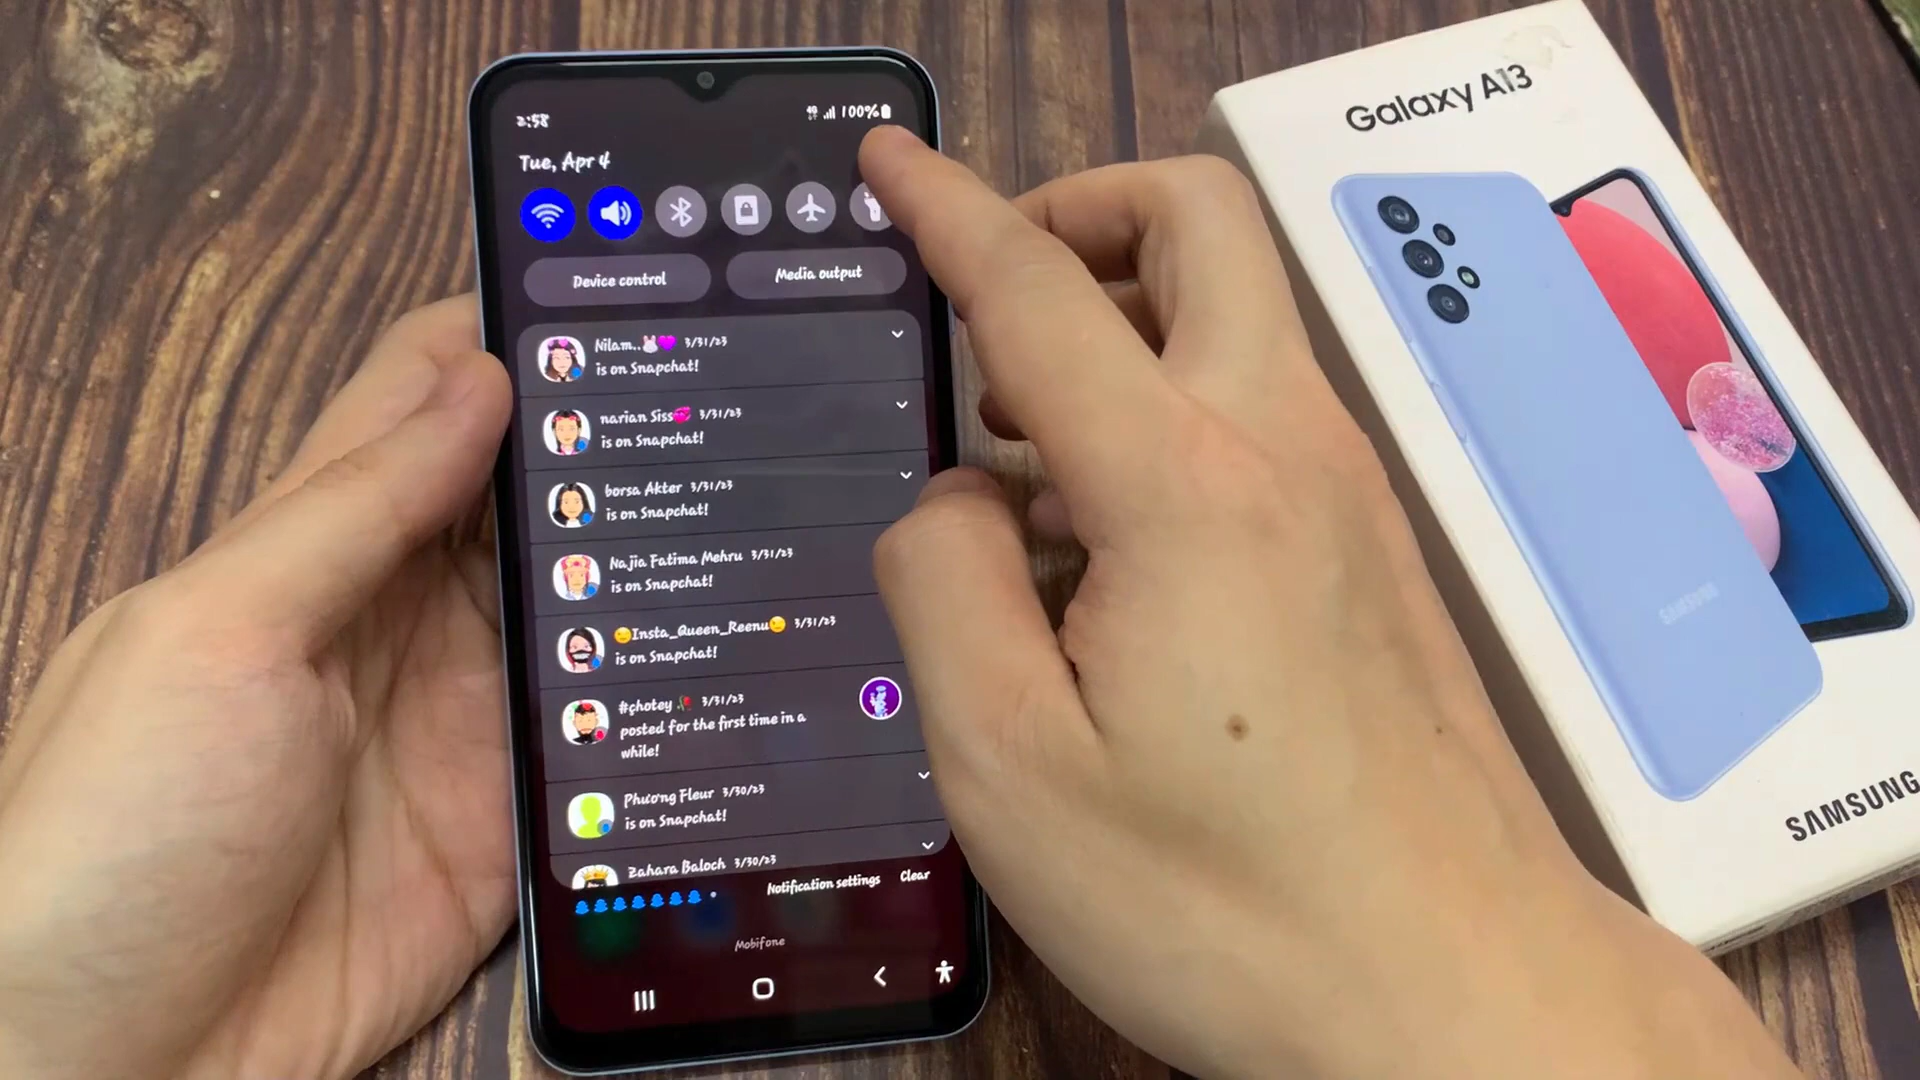 2:58
4G 100%
Tue, Apr 4
Device control
Media output
Nilam.. 3/31/23
is on Snapchat!
narian Siss 3/31/23
is on Snapchat!
borsa Akter 3/31/23
is on Snapchat!
Najia Fatima Mehru 3/31/23
is on Snapchat!
Insta_Queen_Reenu 3/31/23
is on Snapchat!
#çhotey 3/31/23
posted for the first time in a
while!
Phương Fleur 3/30/23
is on Snapchat!
Zahara Baloch 3/30/23
Notification settings
Clear
Mobifone
Galaxy A13
SAMSUNG
SAMSUNG